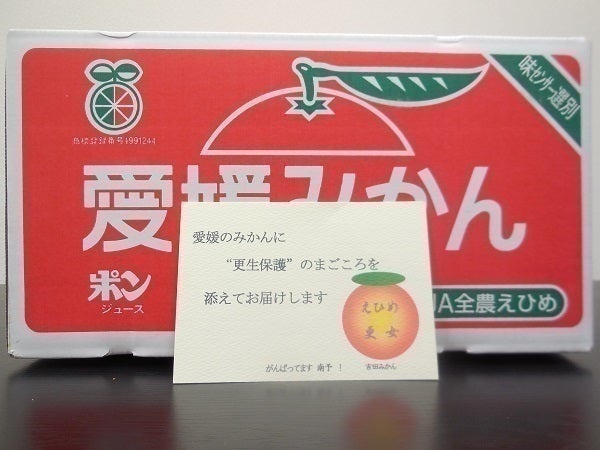 味センサー選別
商標登録番号4991244
愛媛みかん
ポン
ジュース
JA全農えひめ
愛媛のみかんに
“更生保護”のまごころを
添えてお届けします
えひめ
更女
がんばってます 南予 !
吉田みかん